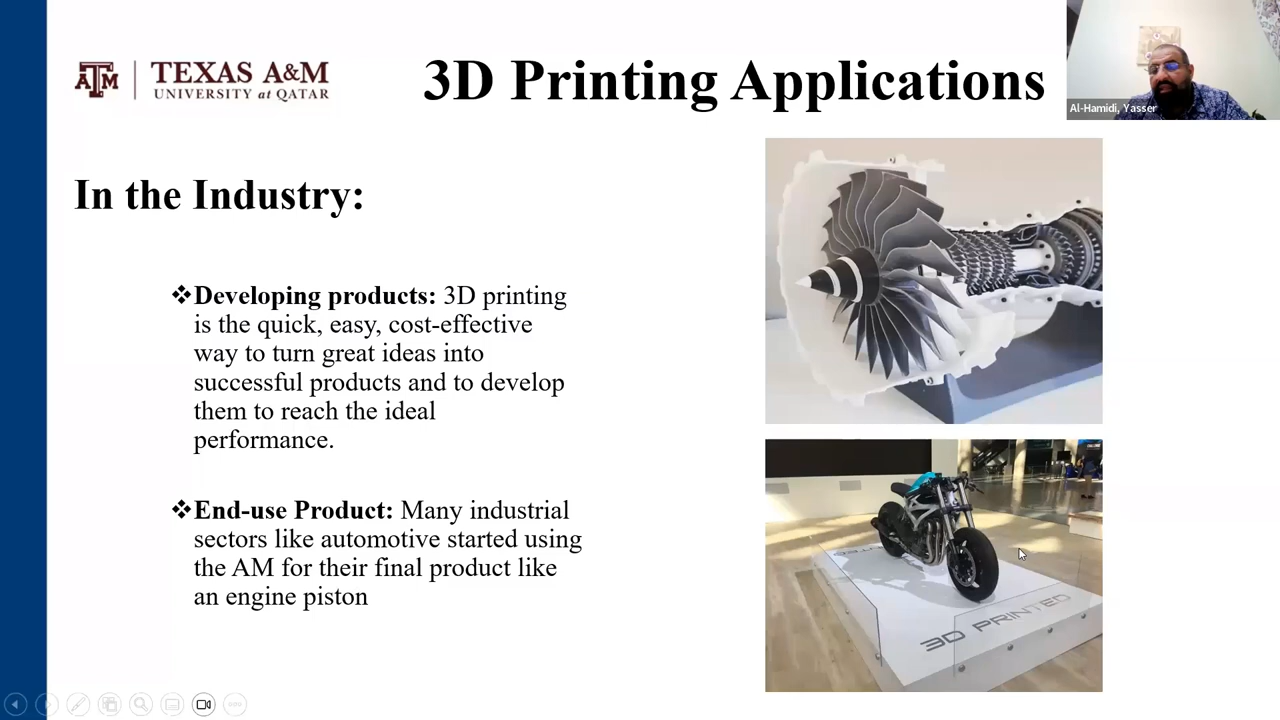 TEXAS A&M
UNIVERSITY at QATAR
3D Printing Applications
Al-Hamidi, Yasser
In the Industry:
❖Developing products: 3D printing
is the quick, easy, cost-effective
way to turn great ideas into
successful products and to develop
them to reach the ideal
performance.
❖End-use Product: Many industrial
sectors like automotive started using
the AM for their final product like
an engine piston
3D PRINTED